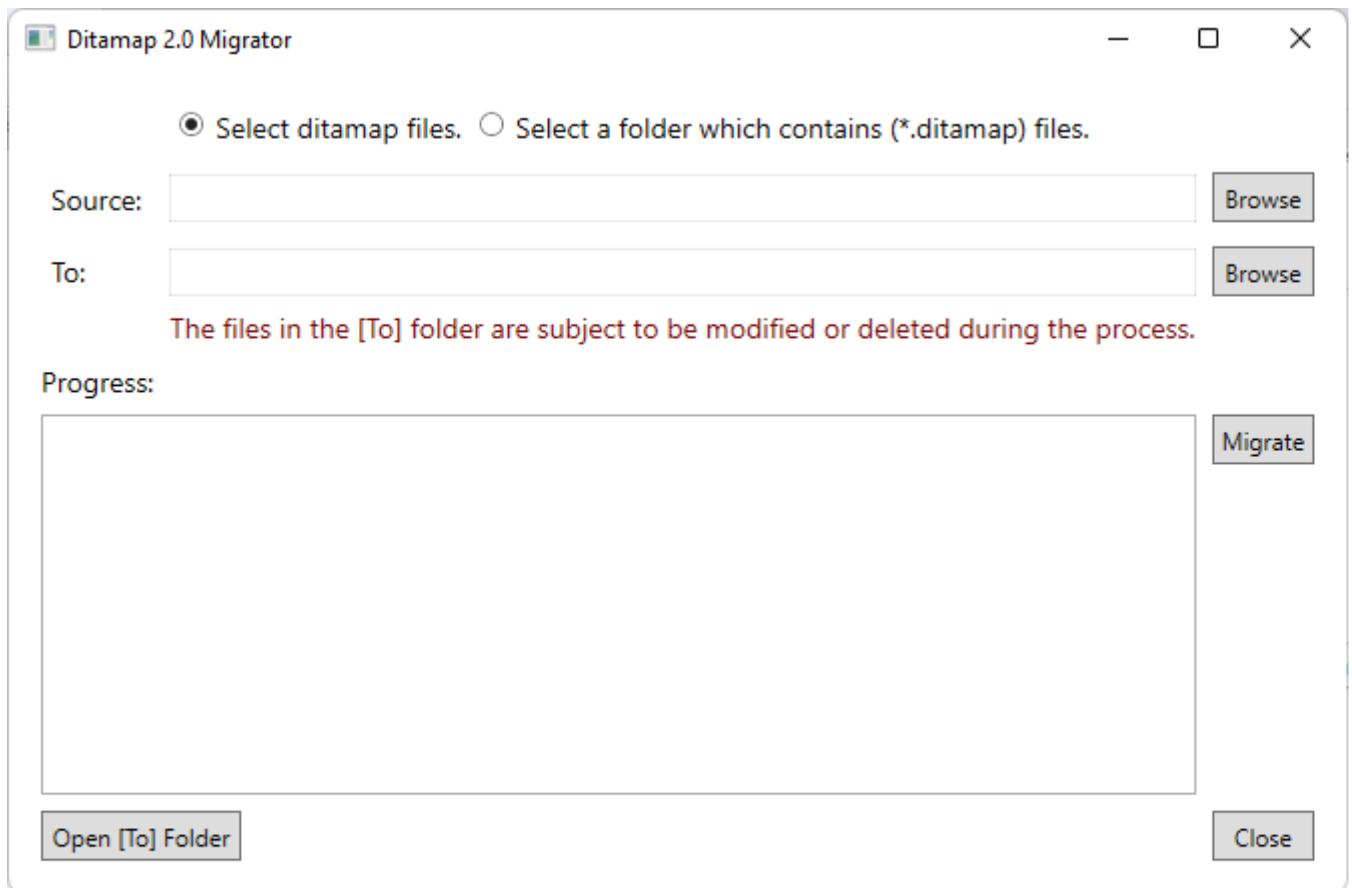 Ditamap 2.0 Migrator
Select ditamap files. Select a folder which contains (*.ditamap) files.
Source: Browse
To: Browse
The files in the [To] folder are subject to be modified or deleted during the process.
Progress:
Migrate
Open [To] Folder Close